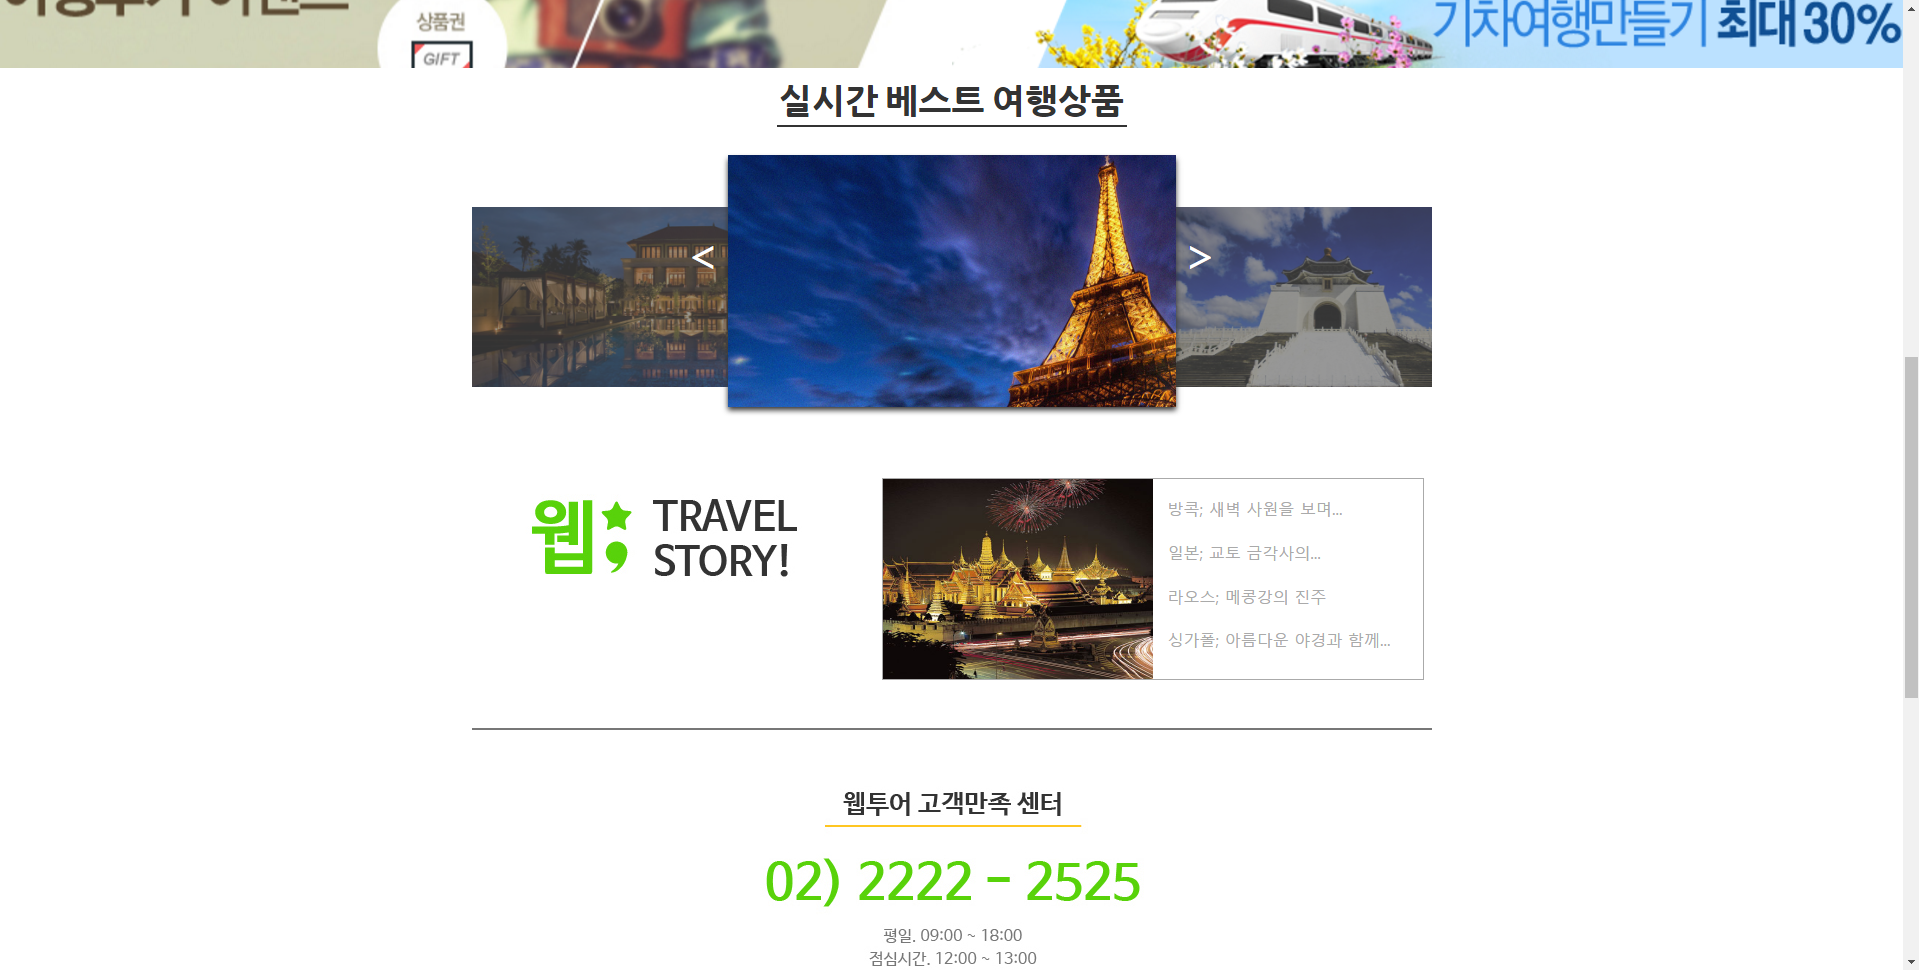 상품권
GIFT
기차여행만들기 최대 30%
실시간 베스트 여행상품
<
>
웹;
TRAVEL
STORY!
방콕; 새벽 사원을 보며...
일본; 교토 금각사의...
라오스; 메콩강의 진주
싱가폴; 아름다운 야경과 함께...
웹투어 고객만족 센터
02) 2222 - 2525
평일. 09:00 ~ 18:00
점심시간. 12:00 ~ 13:00